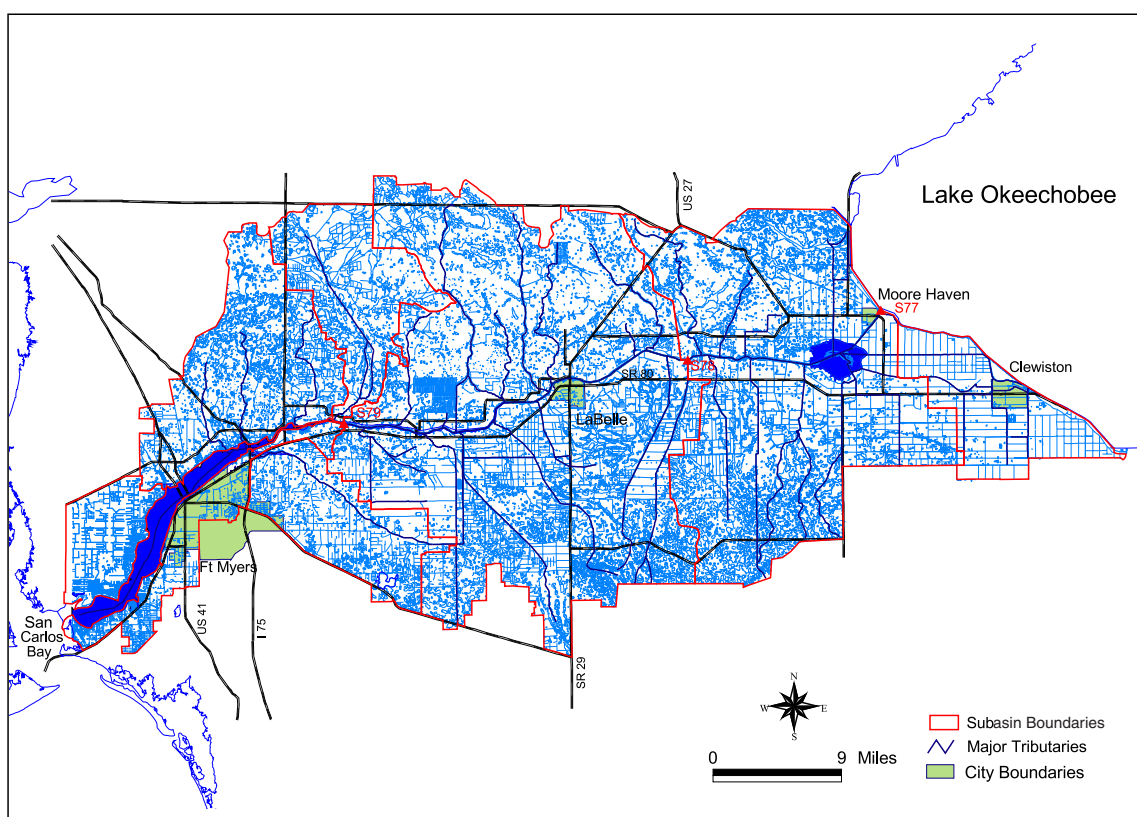 US 27
Lake Okeechobee
Moore Haven
S77
Clewiston
S78
SR 80
LaBelle
S79
Ft Myers
San
Carlos
Bay
US 41
I 75
SR 29
N
W
E
S
0
9
Miles
Subasin Boundaries
Major Tributaries
City Boundaries